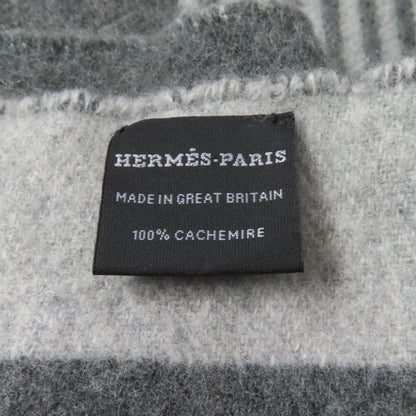 HERMÈS-PARIS
MADE IN GREAT BRITAIN
100% CACHEMIRE